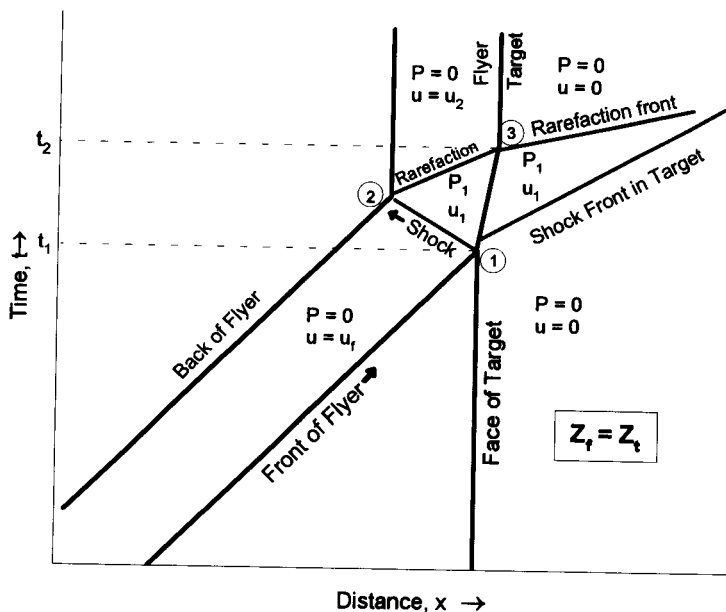 P = 0
u = u₂
Flyer
Target
P = 0
u = 0
t₂
3
Rarefaction front
Rarefaction
P₁
u₁
P₁
u₁
2
← Shock
Shock Front in Target
t₁
1
Time, t→
Back of Flyer
P = 0
u = u_f
Front of Flyer →
Face of Target
P = 0
u = 0
Z_f = Z_t
Distance, x →